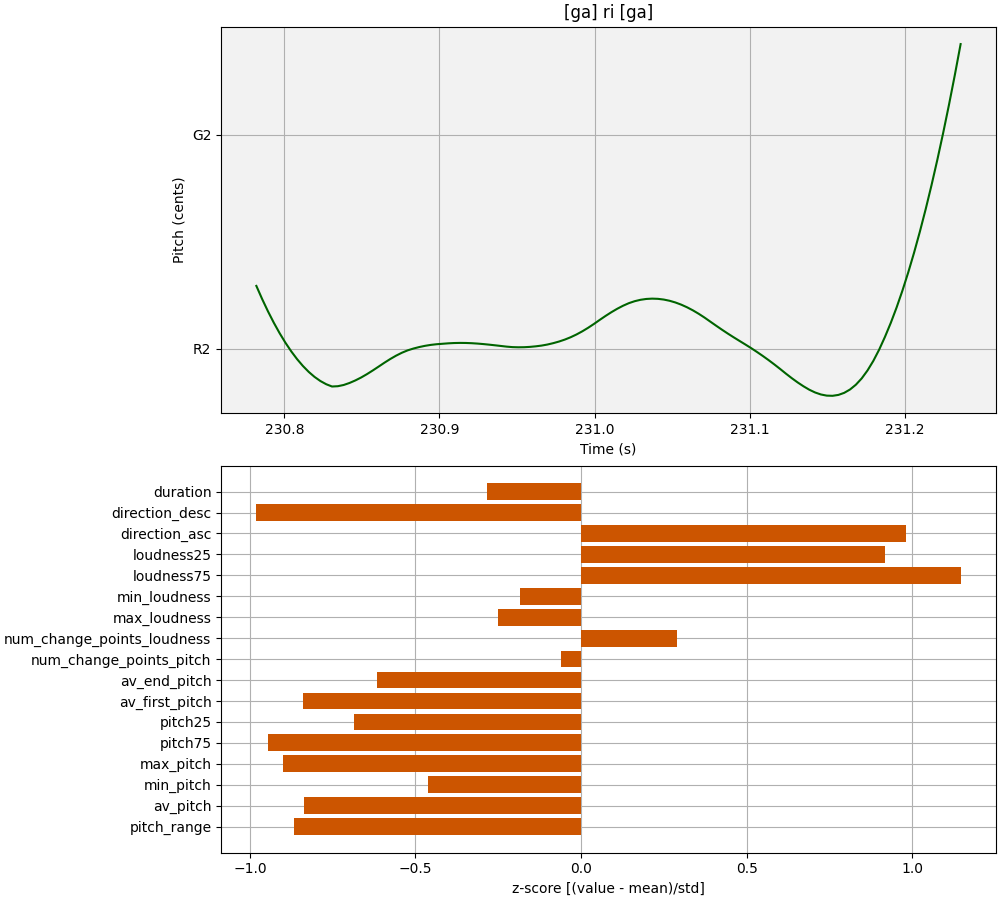 [ga] ri [ga]
G2
R2
Pitch (cents)
230.8 230.9 231.0 231.1 231.2
Time (s)
duration
direction_desc
direction_asc
loudness25
loudness75
min_loudness
max_loudness
num_change_points_loudness
num_change_points_pitch
av_end_pitch
av_first_pitch
pitch25
pitch75
max_pitch
min_pitch
av_pitch
pitch_range
−1.0 −0.5 0.0 0.5 1.0
z-score [(value - mean)/std]